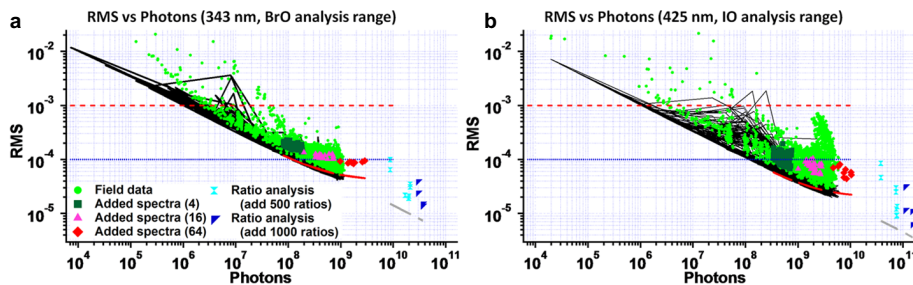 a
RMS vs Photons (343 nm, BrO analysis range)
RMS
10⁻²
10⁻³
10⁻⁴
10⁻⁵
Field data
Added spectra (4)
Added spectra (16)
Added spectra (64)
Ratio analysis
(add 500 ratios)
Ratio analysis
(add 1000 ratios)
10⁴ 10⁵ 10⁶ 10⁷ 10⁸ 10⁹ 10¹⁰ 10¹¹
Photons
b
RMS vs Photons (425 nm, IO analysis range)
RMS
10⁻²
10⁻³
10⁻⁴
10⁻⁵
10⁴ 10⁵ 10⁶ 10⁷ 10⁸ 10⁹ 10¹⁰ 10¹¹
Photons